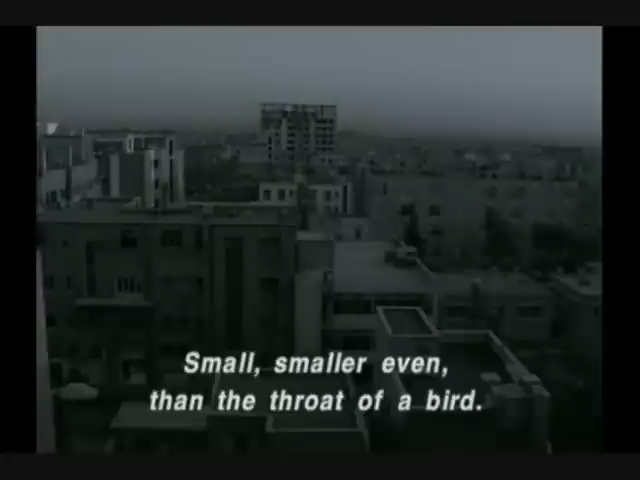 Small, smaller even,
than the throat of a bird.